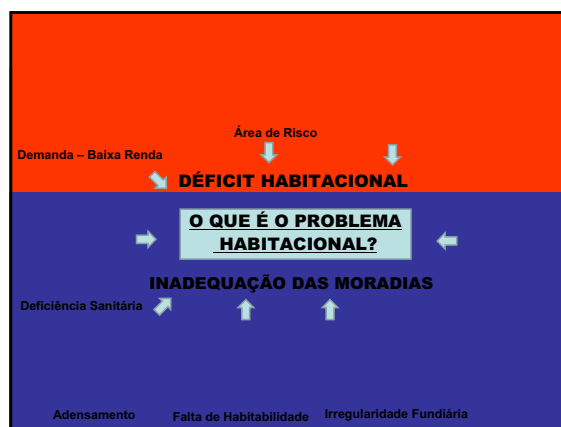 Área de Risco
Demanda – Baixa Renda
DÉFICIT HABITACIONAL
O QUE É O PROBLEMA
HABITACIONAL?
INADEQUAÇÃO DAS MORADIAS
Deficiência Sanitária
Adensamento
Falta de Habitabilidade
Irregularidade Fundiária